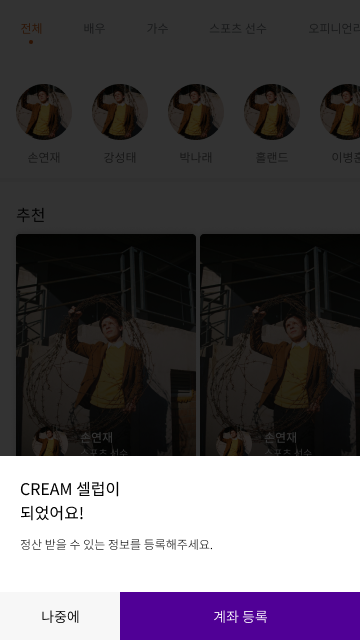 전체 배우 가수 스포츠 선수 오피니언리
손연재 강성태 박나래 홀랜드 이병헌
추천
손연재 손연재
스포츠 선수 스포츠 선수
CREAM 셀럽이
되었어요!
정산 받을 수 있는 정보를 등록해주세요.
나중에 계좌 등록